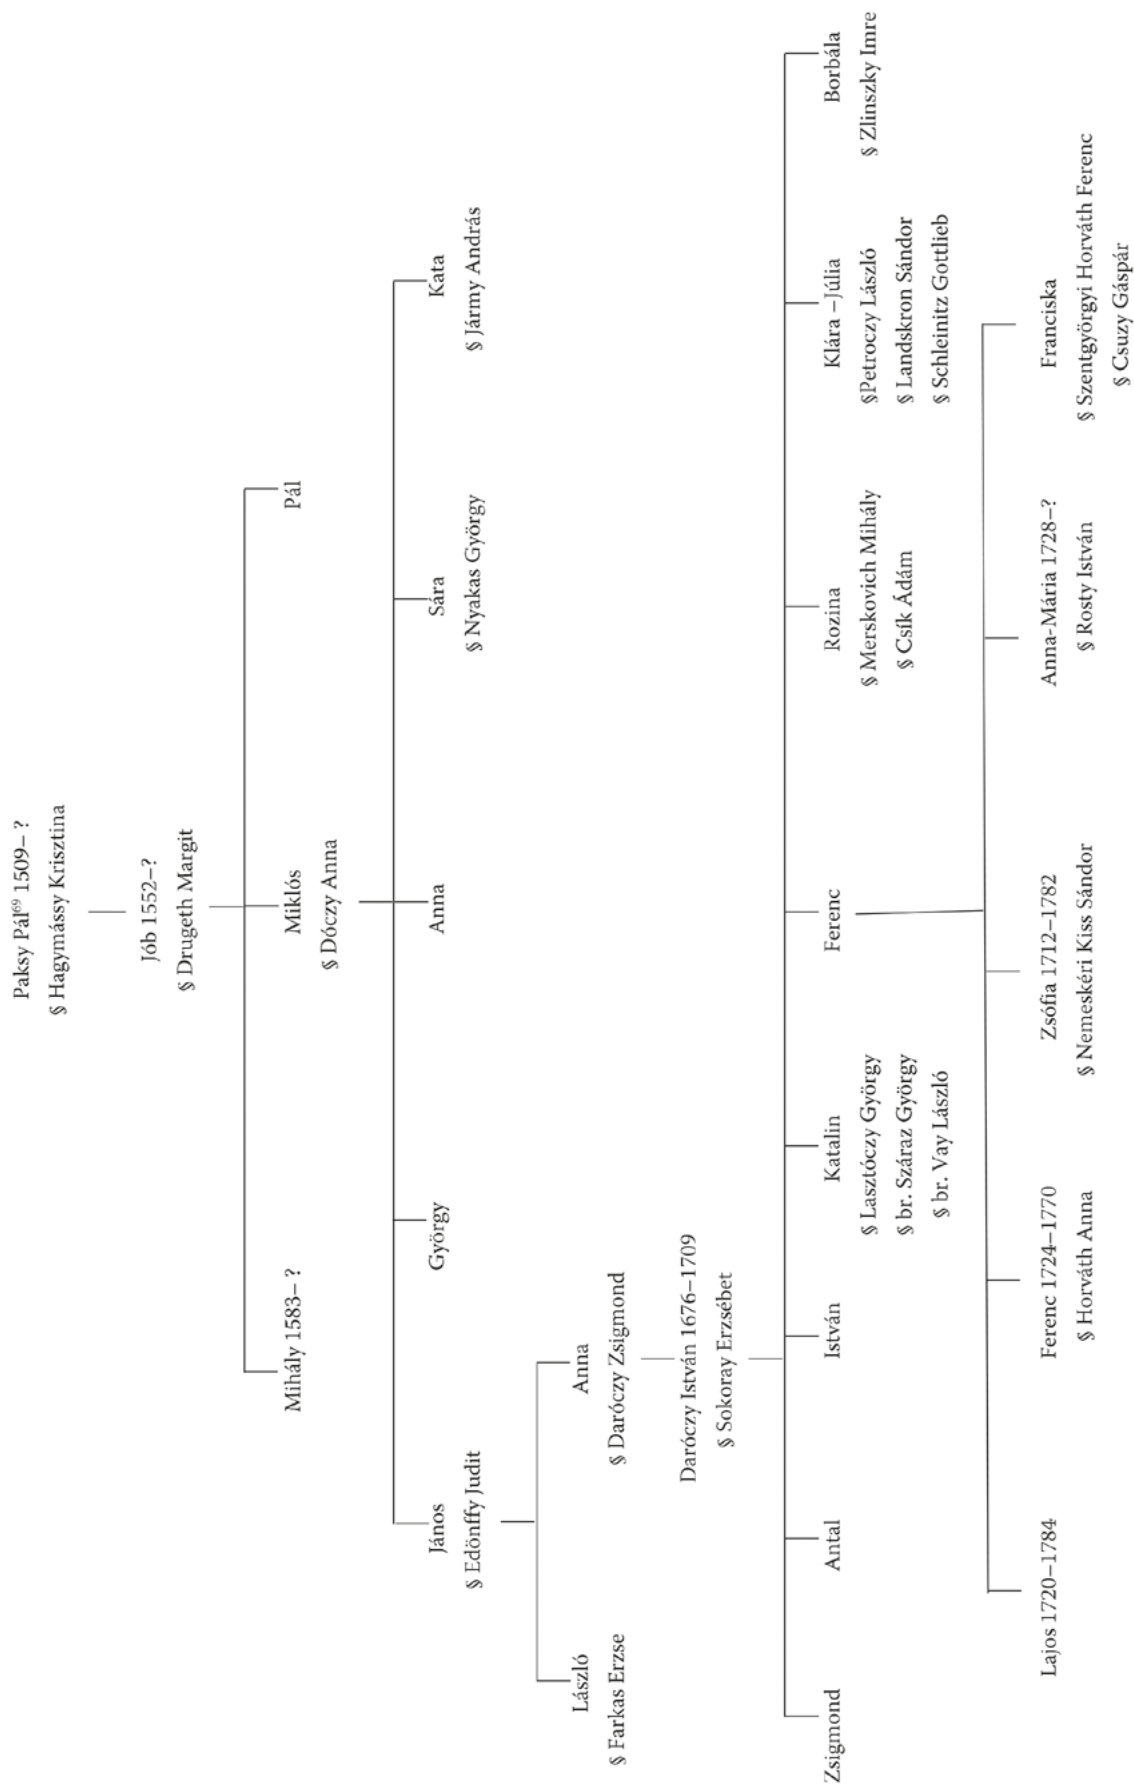 Paksy Pál⁶⁹ 1509– ?
§ Hagymássy Krisztina
Jób 1552–?
§ Drugeth Margit
Mihály 1583– ?
Miklós
§ Dóczy Anna
Pál
János
§ Edönffy Judit
György
Anna
Sára
§ Nyakas György
Kata
§ Jármy András
László
§ Farkas Erzse
Anna
§ Daróczy Zsigmond
Daróczy István 1676–1709
§ Sokoray Erzsébet
Zsigmond
Antal
István
Katalin
§ Lasztóczy György
§ br. Száraz György
§ br. Vay László
Ferenc
Rozina
§ Merskovich Mihály
§ Csík Ádám
Klára –Júlia
§Petroczy László
§ Landskron Sándor
§ Schleinitz Gottlieb
Borbála
§ Zlinszky Imre
Lajos 1720–1784
Ferenc 1724–1770
§ Horváth Anna
Zsófia 1712–1782
§ Nemeskéri Kiss Sándor
Anna-Mária 1728–?
§ Rosty István
Franciska
§ Szentgyörgyi Horváth Ferenc
§ Csuzy Gáspár